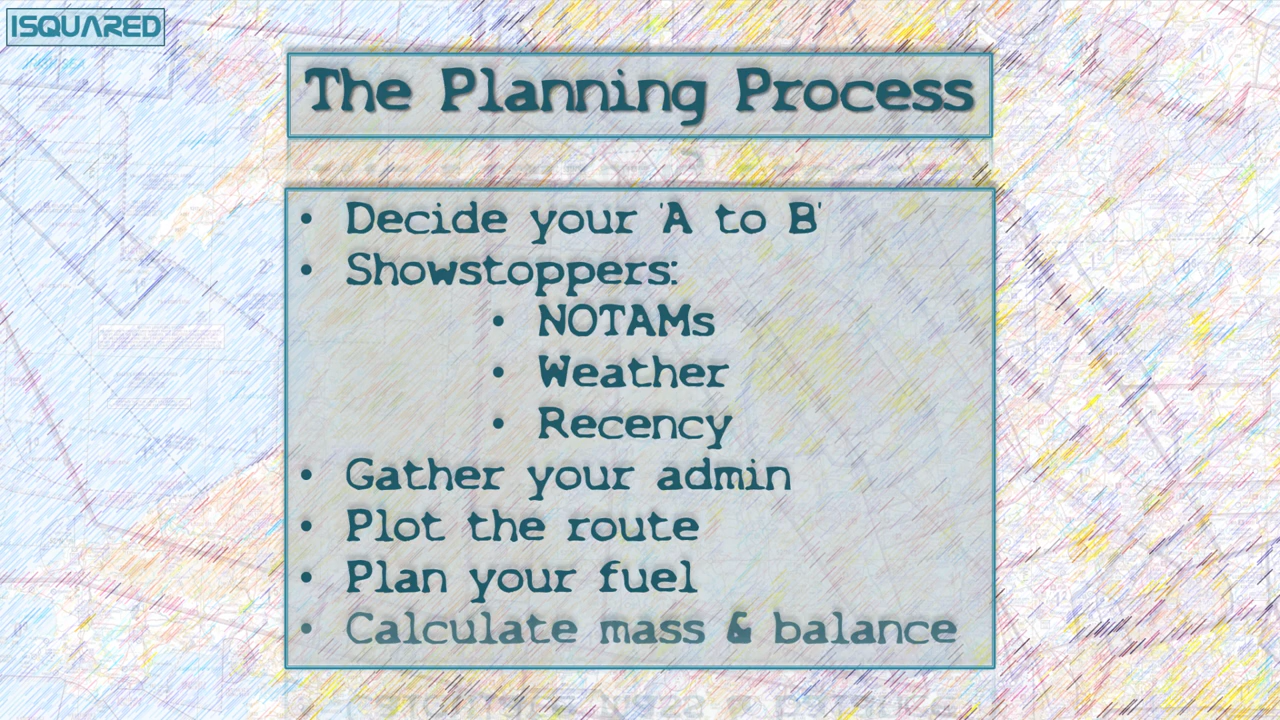 ISQUARED
The Planning Process
• Decide your 'A to B'
• Showstoppers:
• NOTAMs
• Weather
• Recency
• Gather your admin
• Plot the route
• Plan your fuel
• Calculate mass & balance